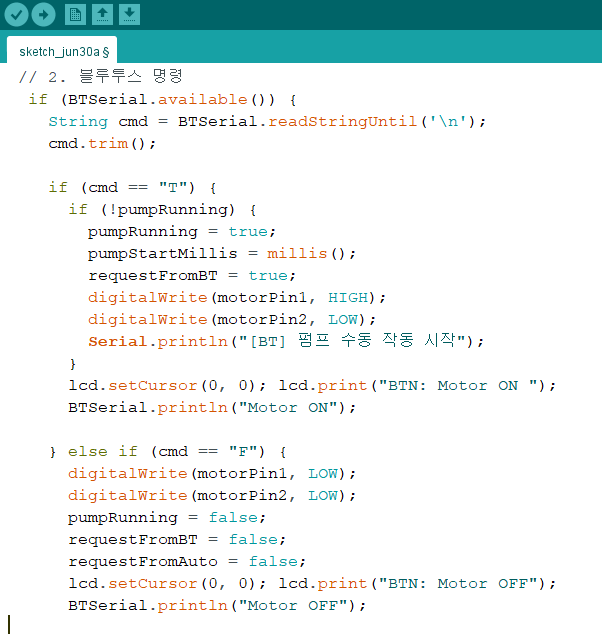 sketch_jun30a §
// 2. 블루투스 명령
if (BTSerial.available()) {
String cmd = BTSerial.readStringUntil('\n');
cmd.trim();
if (cmd == "T") {
if (!pumpRunning) {
pumpRunning = true;
pumpStartMillis = millis();
requestFromBT = true;
digitalWrite(motorPin1, HIGH);
digitalWrite(motorPin2, LOW);
Serial.println("[BT] 펌프 수동 작동 시작");
}
lcd.setCursor(0, 0); lcd.print("BTN: Motor ON ");
BTSerial.println("Motor ON");
} else if (cmd == "F") {
digitalWrite(motorPin1, LOW);
digitalWrite(motorPin2, LOW);
pumpRunning = false;
requestFromBT = false;
requestFromAuto = false;
lcd.setCursor(0, 0); lcd.print("BTN: Motor OFF");
BTSerial.println("Motor OFF");